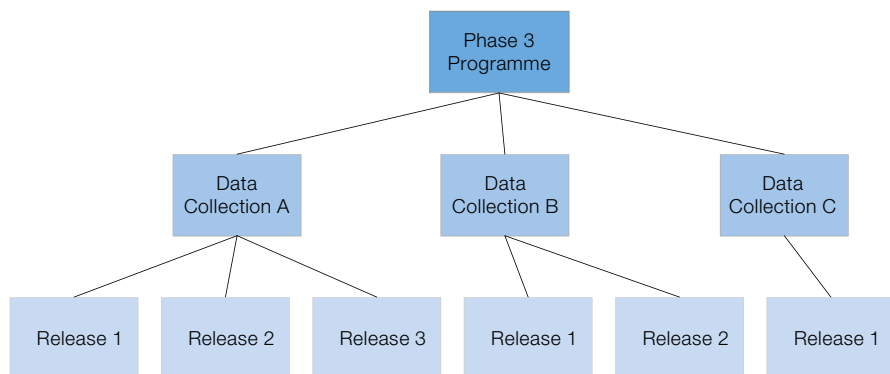 Phase 3
Programme
Data
Collection A
Data
Collection B
Data
Collection C
Release 1
Release 2
Release 3
Release 1
Release 2
Release 1